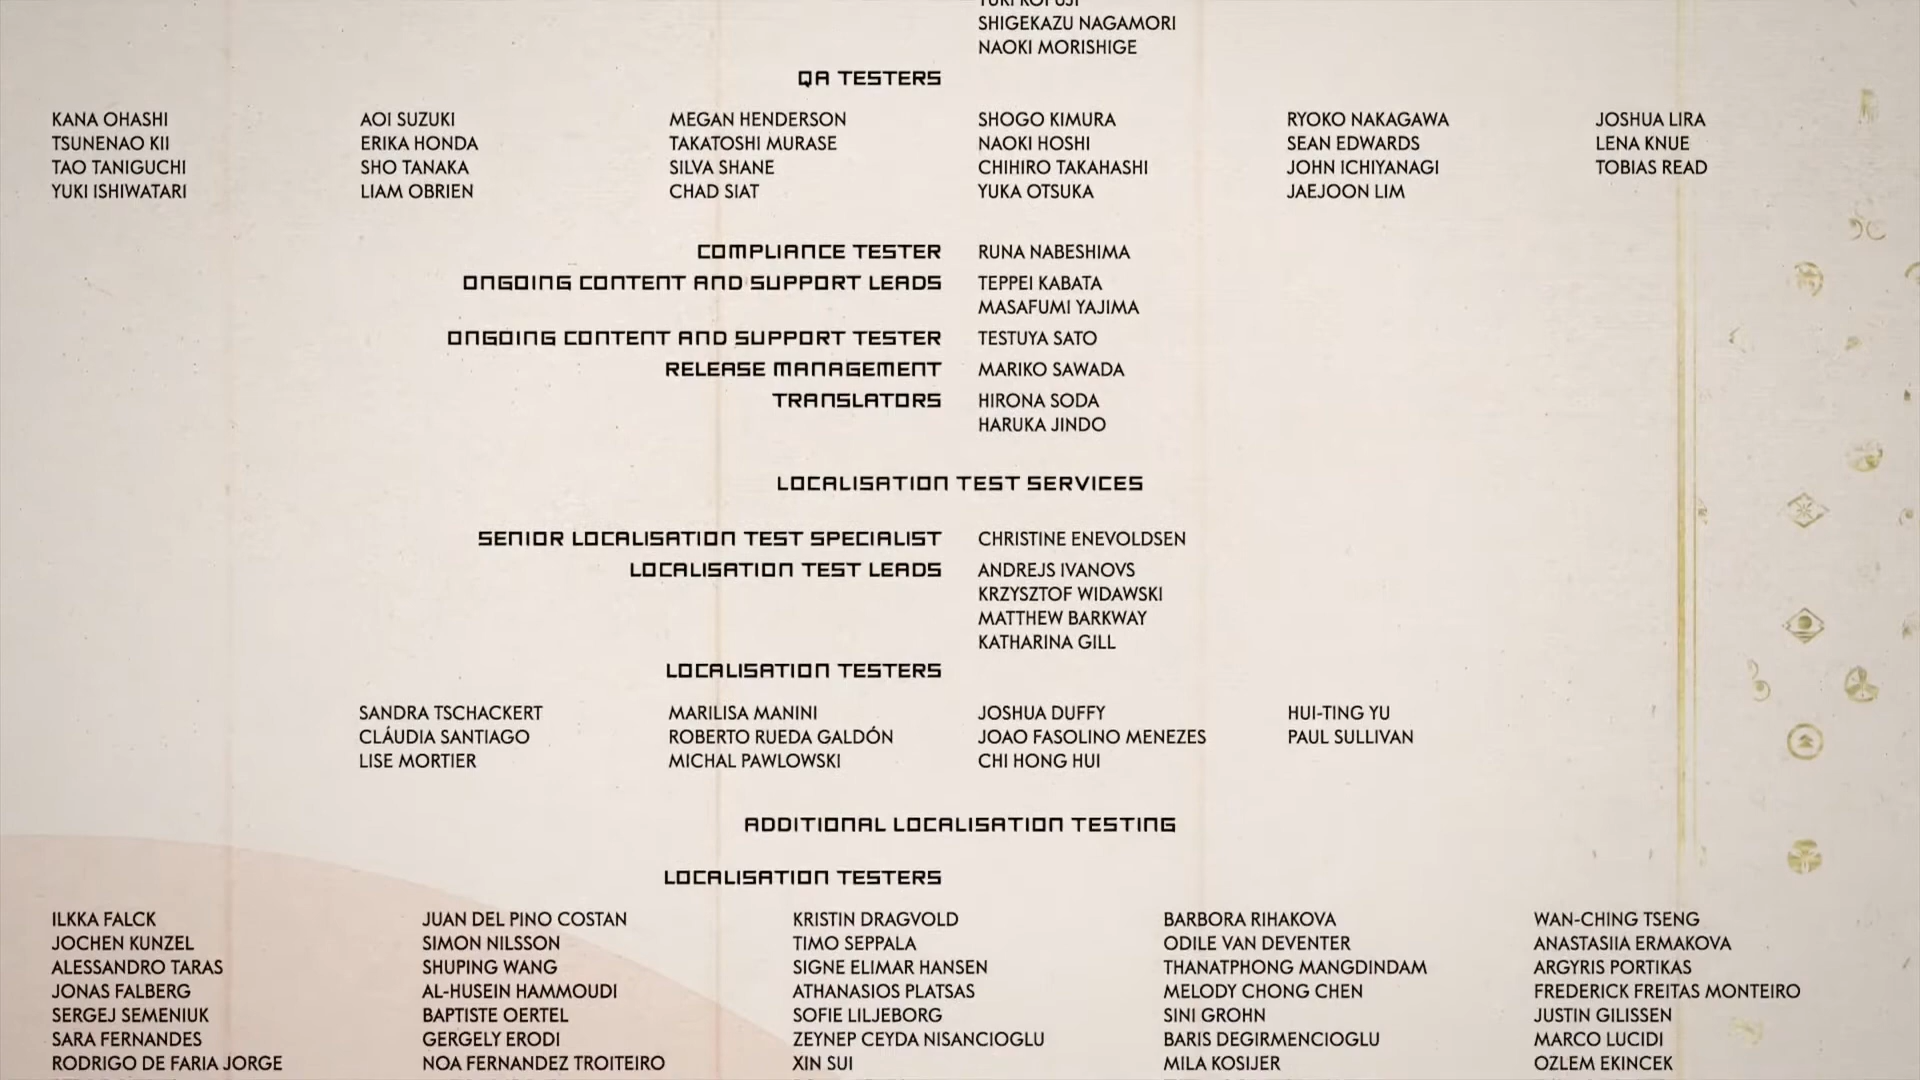 SHIGEKAZU NAGAMORI
NAOKI MORISHIGE
QA TESTERS
KANA OHASHI AOI SUZUKI MEGAN HENDERSON SHOGO KIMURA RYOKO NAKAGAWA JOSHUA LIRA
TSUNENAO KII ERIKA HONDA TAKATOSHI MURASE NAOKI HOSHI SEAN EDWARDS LENA KNUE
TAO TANIGUCHI SHO TANAKA SILVA SHANE CHIHIRO TAKAHASHI JOHN ICHIYANAGI TOBIAS READ
YUKI ISHIWATARI LIAM OBRIEN CHAD SIAT YUKA OTSUKA JAEJOON LIM
COMPLIANCE TESTER RUNA NABESHIMA
ONGOING CONTENT AND SUPPORT LEADS TEPPEI KABATA
MASAFUMI YAJIMA
ONGOING CONTENT AND SUPPORT TESTER TESTUYA SATO
RELEASE MANAGEMENT MARIKO SAWADA
TRANSLATORS HIRONA SODA
HARUKA JINDO
LOCALISATION TEST SERVICES
SENIOR LOCALISATION TEST SPECIALIST CHRISTINE ENEVOLDSEN
LOCALISATION TEST LEADS ANDREJS IVANOVS
KRZYSZTOF WIDAWSKI
MATTHEW BARKWAY
KATHARINA GILL
LOCALISATION TESTERS
SANDRA TSCHACKERT MARILISA MANINI JOSHUA DUFFY HUI-TING YU
CLÁUDIA SANTIAGO ROBERTO RUEDA GALDÓN JOAO FASOLINO MENEZES PAUL SULLIVAN
LISE MORTIER MICHAL PAWLOWSKI CHI HONG HUI
ADDITIONAL LOCALISATION TESTING
LOCALISATION TESTERS
ILKKA FALCK JUAN DEL PINO COSTAN KRISTIN DRAGVOLD BARBORA RIHAKOVA WAN-CHING TSENG
JOCHEN KUNZEL SIMON NILSSON TIMO SEPPALA ODILE VAN DEVENTER ANASTASIIA ERMAKOVA
ALESSANDRO TARAS SHUPING WANG SIGNE ELIMAR HANSEN THANATPHONG MANGDINDAM ARGYRIS PORTIKAS
JONAS FALBERG AL-HUSEIN HAMMOUDI ATHANASIOS PLATSAS MELODY CHONG CHEN FREDERICK FREITAS MONTEIRO
SERGEJ SEMENIUK BAPTISTE OERTEL SOFIE LILJEBORG SINI GROHN JUSTIN GILISSEN
SARA FERNANDES GERGELY ERODI ZEYNEP CEYDA NISANCIOGLU BARIS DEGIRMENCIOGLU MARCO LUCIDI
RODRIGO DE FARIA JORGE NOA FERNANDEZ TROITEIRO XIN SUI MILA KOSIJER OZLEM EKINCEK